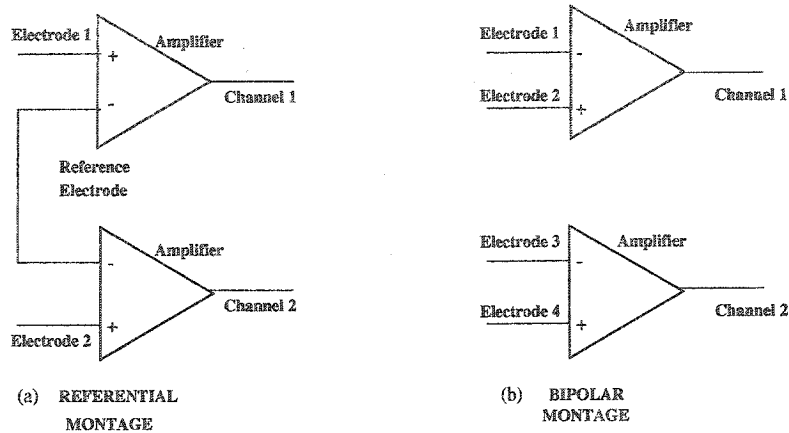 Electrode 1
Amplifier
+
-
Channel 1
Reference
Electrode
Amplifier
-
Channel 2
+
Electrode 2
(a) REFERENTIAL
MONTAGE
Electrode 1
Amplifier
-
Electrode 2
+
Channel 1
Electrode 3
Amplifier
-
Electrode 4
+
Channel 2
(b) BIPOLAR
MONTAGE